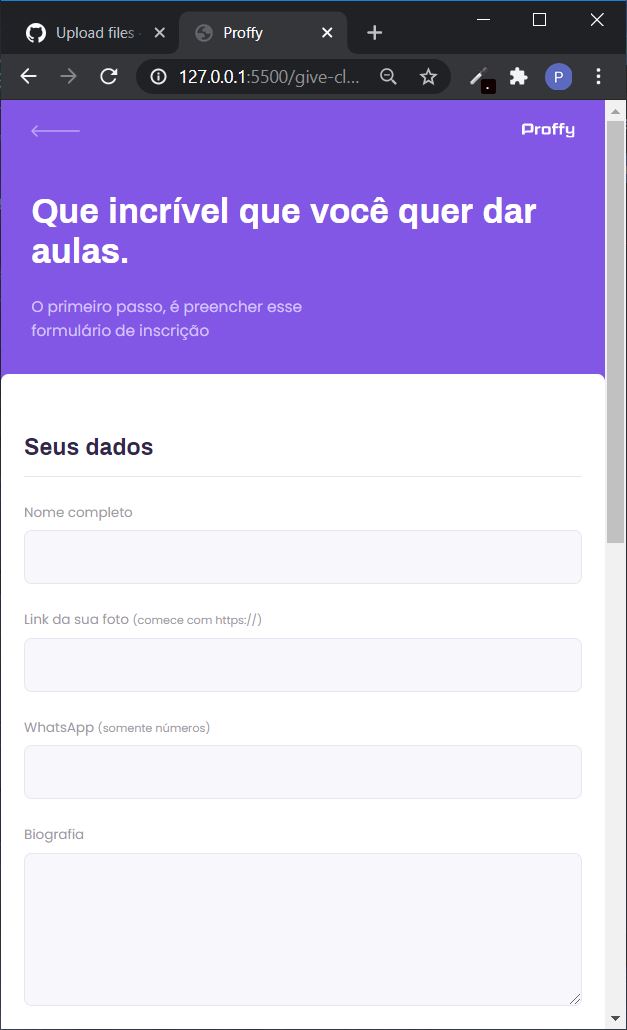 Upload files
Proffy
127.0.0.1:5500/give-cl...
P
Proffy
Que incrível que você quer dar
aulas.
O primeiro passo, é preencher esse
formulário de inscrição
Seus dados
Nome completo
Link da sua foto (comece com https://)
WhatsApp (somente números)
Biografia